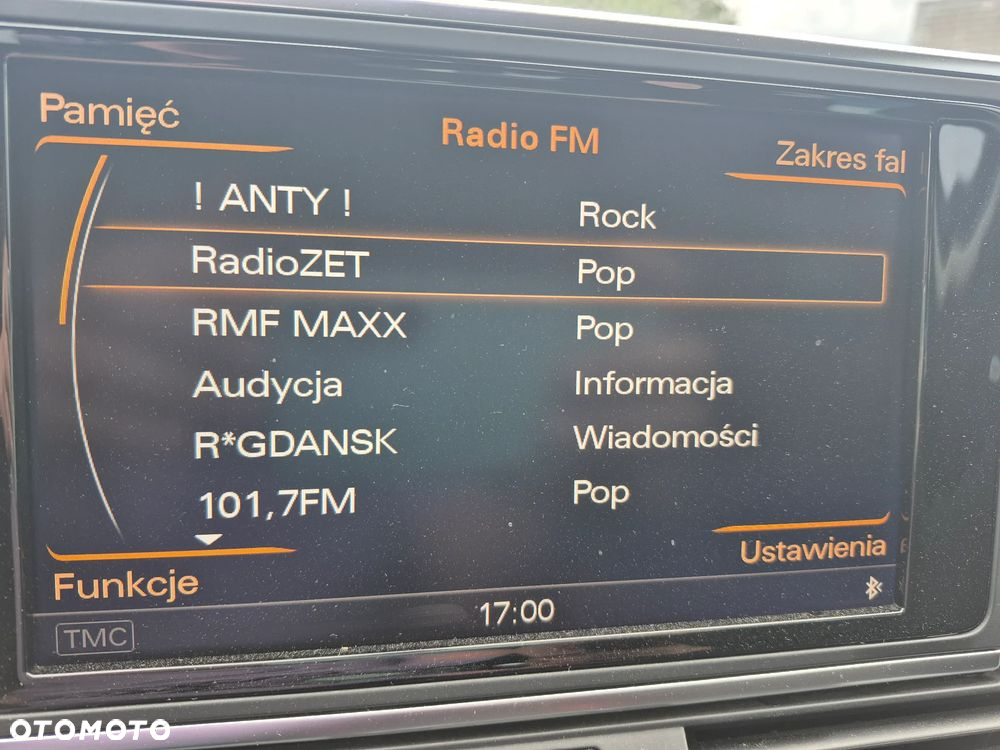 Pamięć
Radio FM
Zakres fal
! ANTY ! Rock
RadioZET Pop
RMF MAXX Pop
Audycja Informacja
R*GDANSK Wiadomości
101,7FM Pop
Funkcje
Ustawienia
17:00
TMC
OTOMOTO